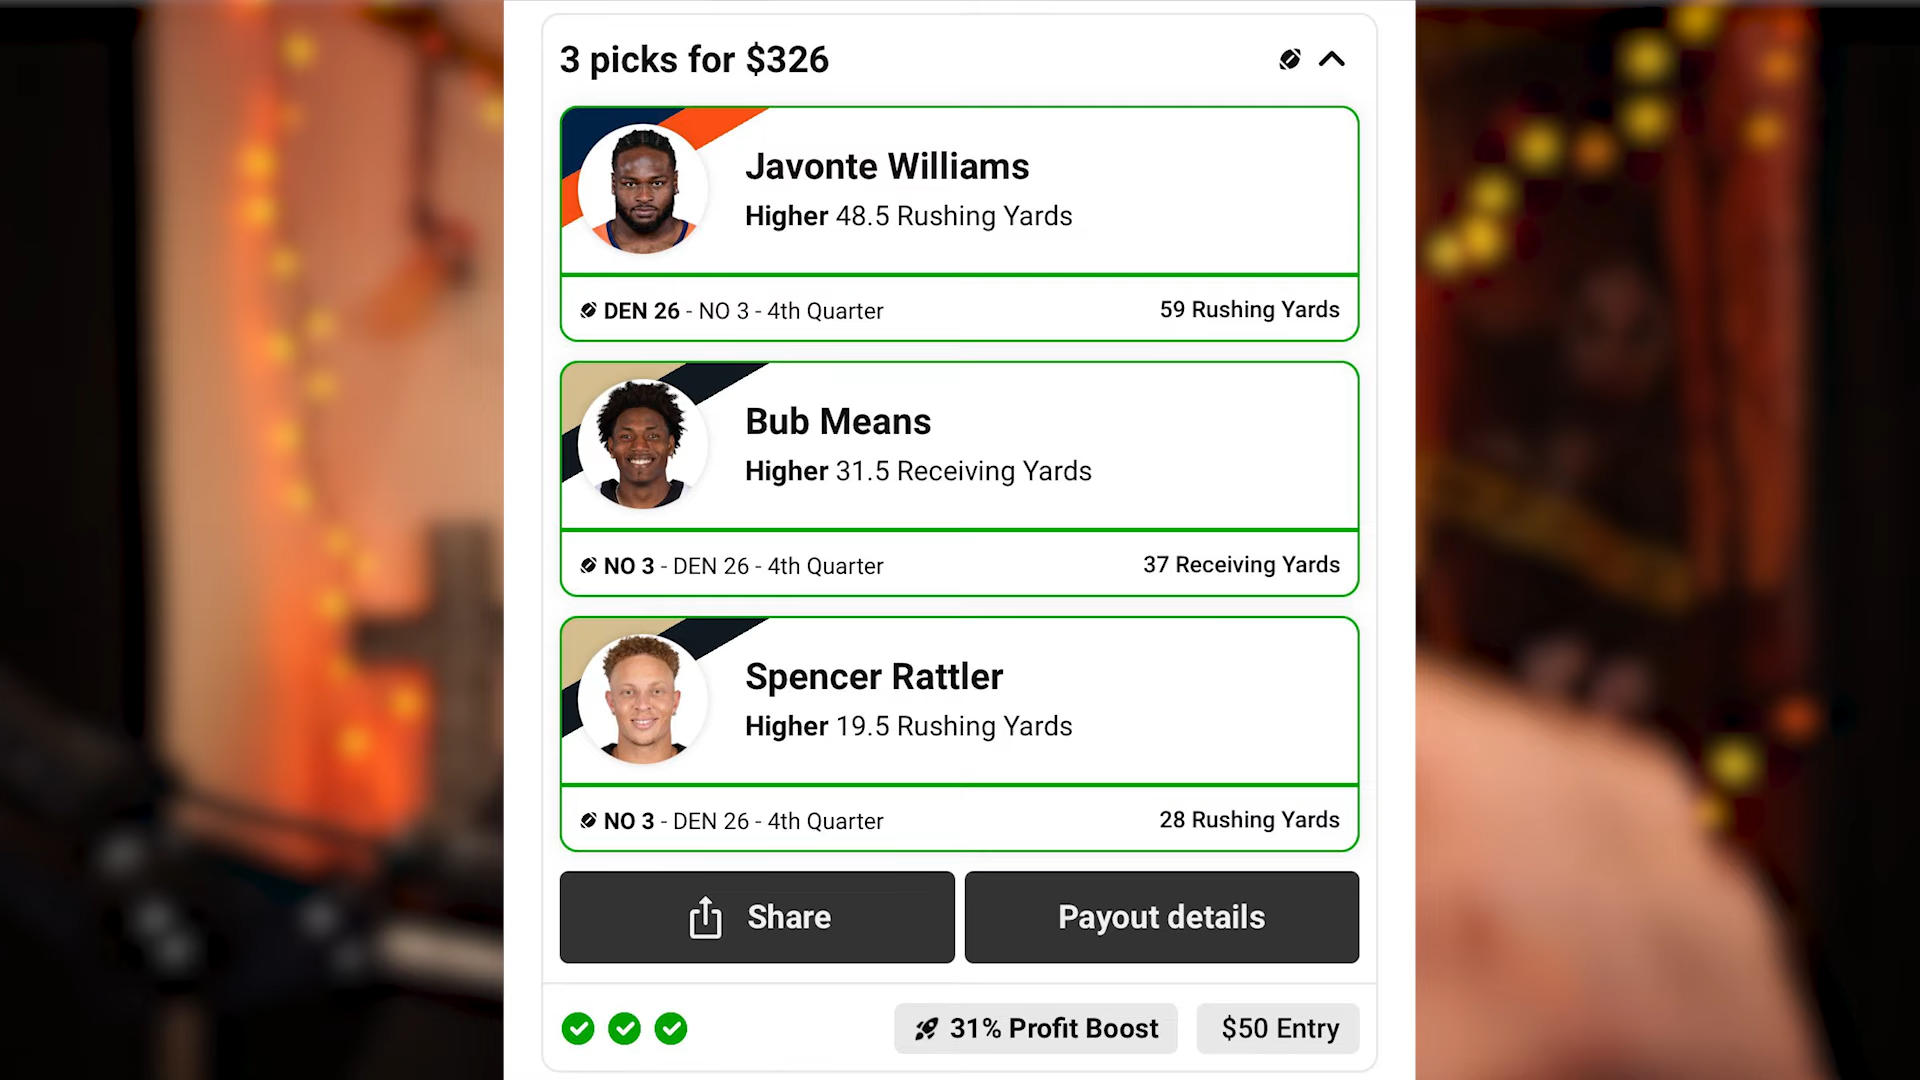 3 picks for $326
Javonte Williams
Higher 48.5 Rushing Yards
DEN 26 - NO 3 - 4th Quarter
59 Rushing Yards
Bub Means
Higher 31.5 Receiving Yards
NO 3 - DEN 26 - 4th Quarter
37 Receiving Yards
Spencer Rattler
Higher 19.5 Rushing Yards
NO 3 - DEN 26 - 4th Quarter
28 Rushing Yards
Share
Payout details
31% Profit Boost
$50 Entry